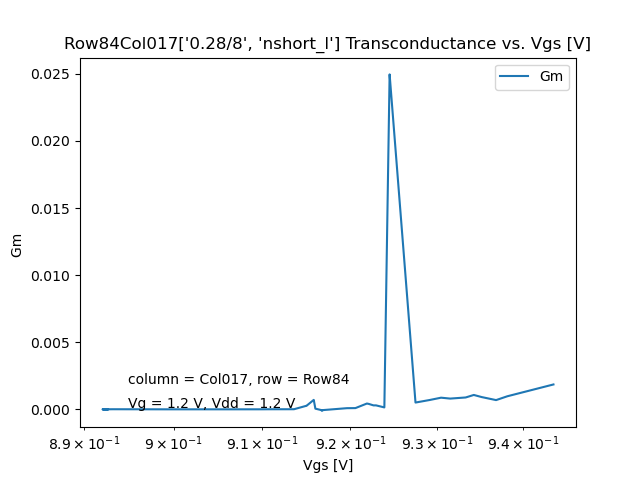 Row84Col017['0.28/8', 'nshort_l'] Transconductance vs. Vgs [V]
Gm
0.025
0.020
0.015
0.010
0.005
0.000
Gm
column = Col017, row = Row84
Vg = 1.2 V, Vdd = 1.2 V
8.9 × 10⁻¹ 9 × 10⁻¹ 9.1 × 10⁻¹ 9.2 × 10⁻¹ 9.3 × 10⁻¹ 9.4 × 10⁻¹
Vgs [V]